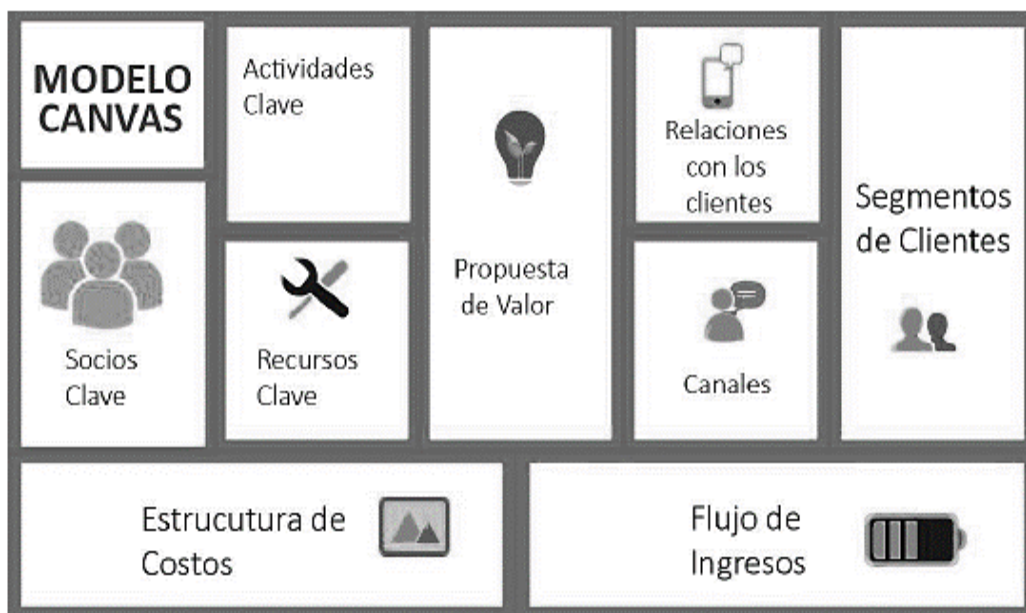 MODELO
CANVAS
Socios
Clave
Actividades
Clave
Recursos
Clave
Propuesta
de Valor
Relaciones
con los
clientes
Canales
Segmentos
de Clientes
Estrucutura de
Costos
Flujo de
Ingresos